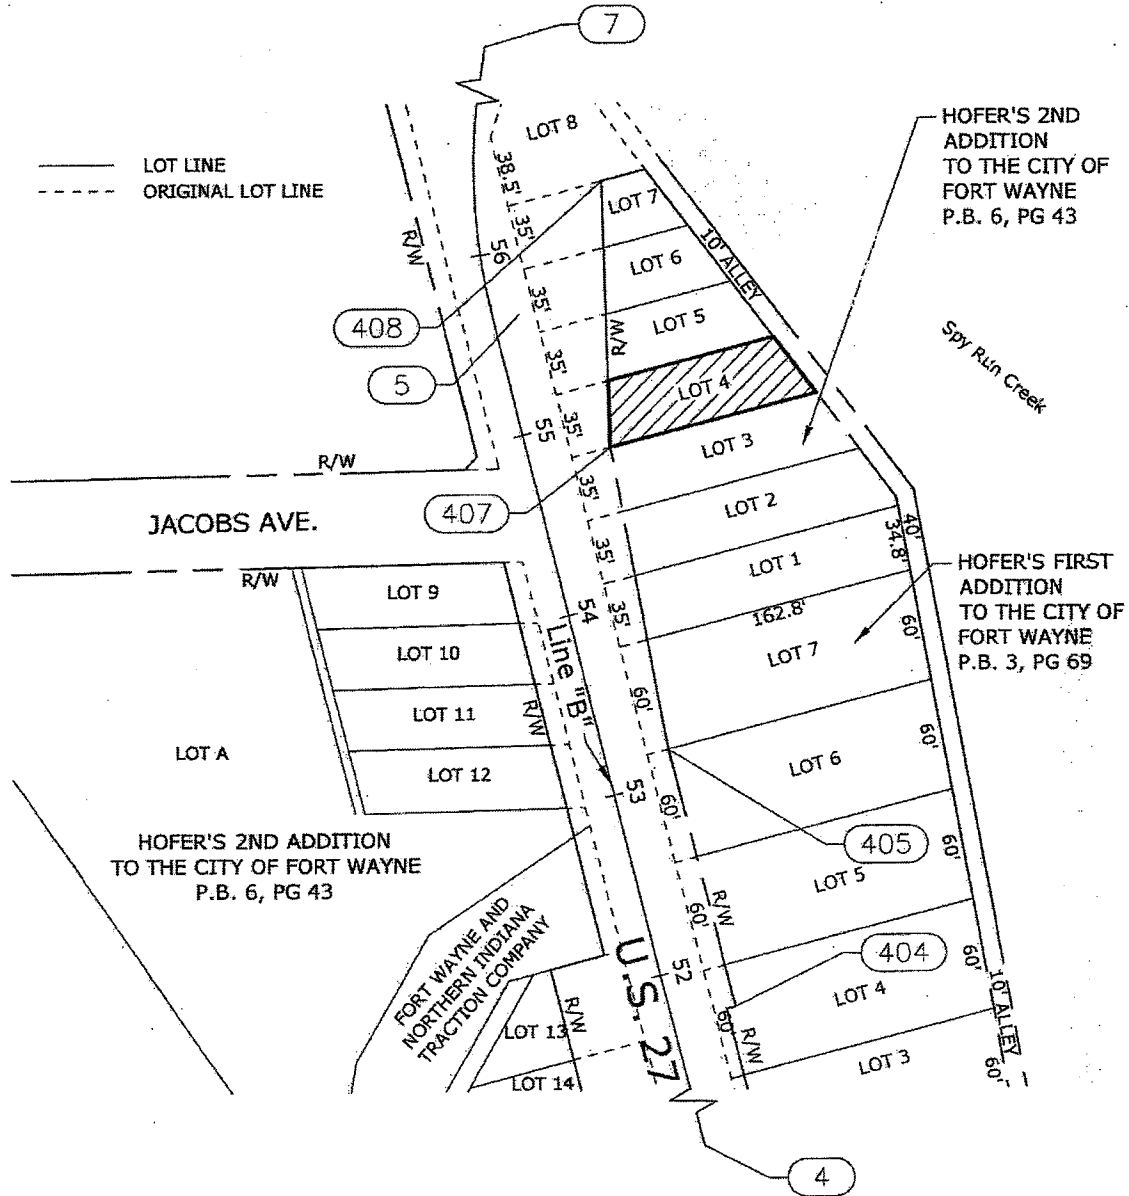 7
LOT LINE
ORIGINAL LOT LINE
LOT 8
HOFER'S 2ND
ADDITION
TO THE CITY OF
FORT WAYNE
P.B. 6, PG 43
38.5'
35'
LOT 7
R/W
56
10' ALLEY
LOT 6
408
35'
LOT 5
R/W
Spy Run Creek
5
35'
LOT 4
55
35'
LOT 3
R/W
407
35'
LOT 2
JACOBS AVE.
40'
34.8'
35'
LOT 1
HOFER'S FIRST
ADDITION
TO THE CITY OF
FORT WAYNE
P.B. 3, PG 69
R/W
LOT 9
54
35'
162.8'
60'
LOT 10
Line "B"
LOT 7
LOT 11
R/W
60'
LOT A
LOT 12
60'
LOT 6
53
60'
HOFER'S 2ND ADDITION
TO THE CITY OF FORT WAYNE
P.B. 6, PG 43
405
60'
LOT 5
R/W
60'
FORT WAYNE AND
NORTHERN INDIANA
TRACTION COMPANY
U.S. 27
52
404
60'
LOT 4
10' ALLEY
R/W
LOT 13
60'
R/W
LOT 3
60'
LOT 14
4